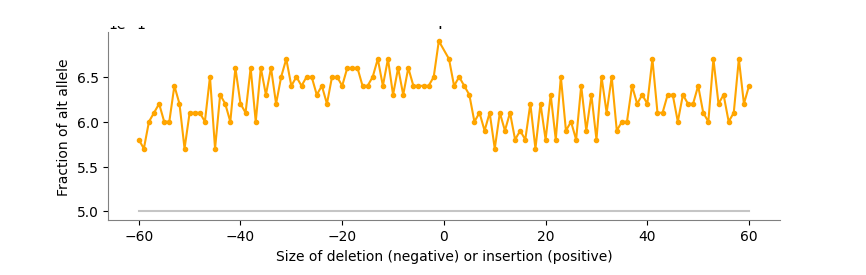 6.5
6.0
5.5
5.0
Fraction of alt allele
−60 −40 −20 0 20 40 60
Size of deletion (negative) or insertion (positive)